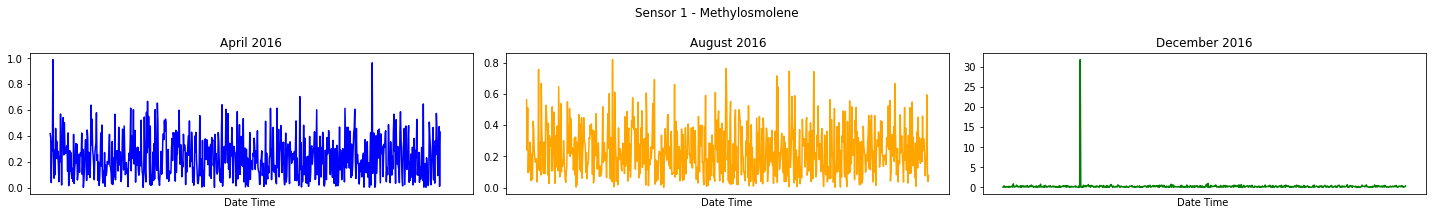 Sensor 1 - Methylosmolene
April 2016
1.0
0.8
0.6
0.4
0.2
0.0
Date Time
August 2016
0.8
0.6
0.4
0.2
0.0
Date Time
December 2016
30
25
20
15
10
5
0
Date Time